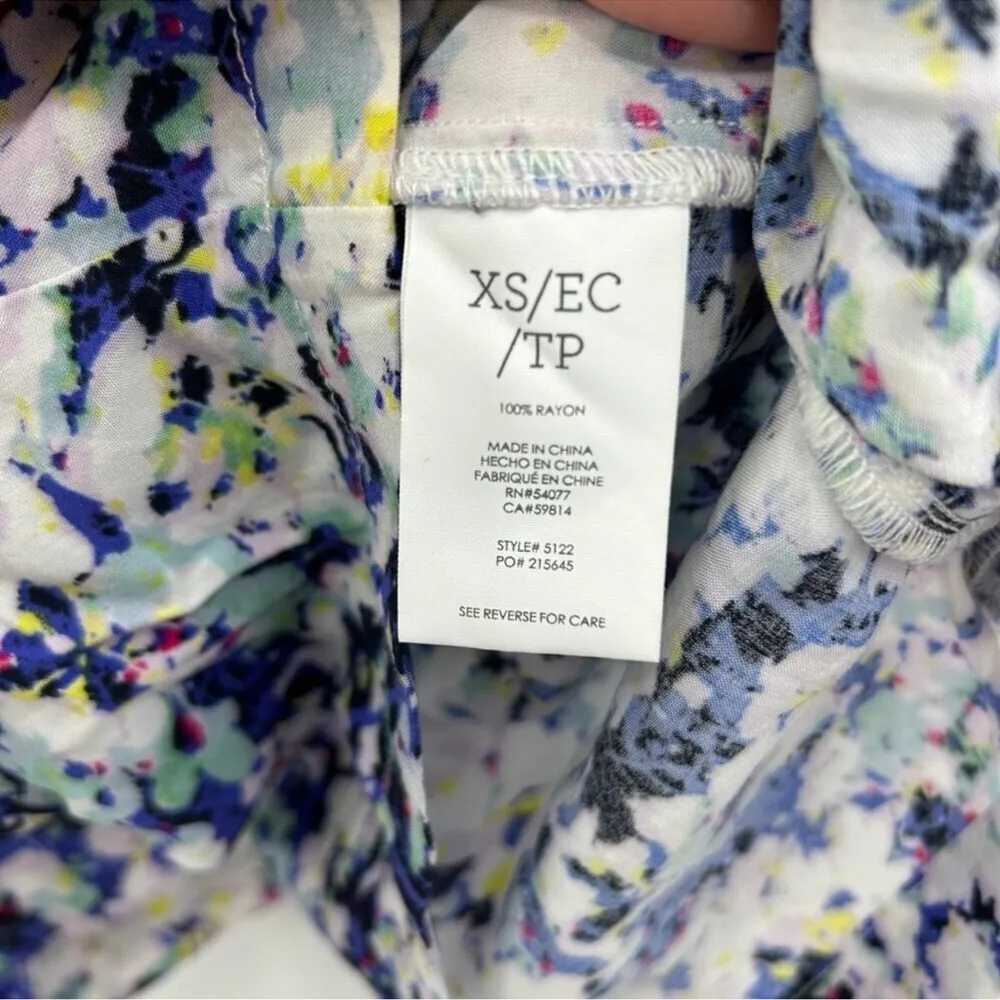 XS/EC
/TP
100% RAYON
MADE IN CHINA
HECHO EN CHINA
FABRIQUÉ EN CHINE
RN#54077
CA#59814
STYLE# 5122
PO# 215645
SEE REVERSE FOR CARE